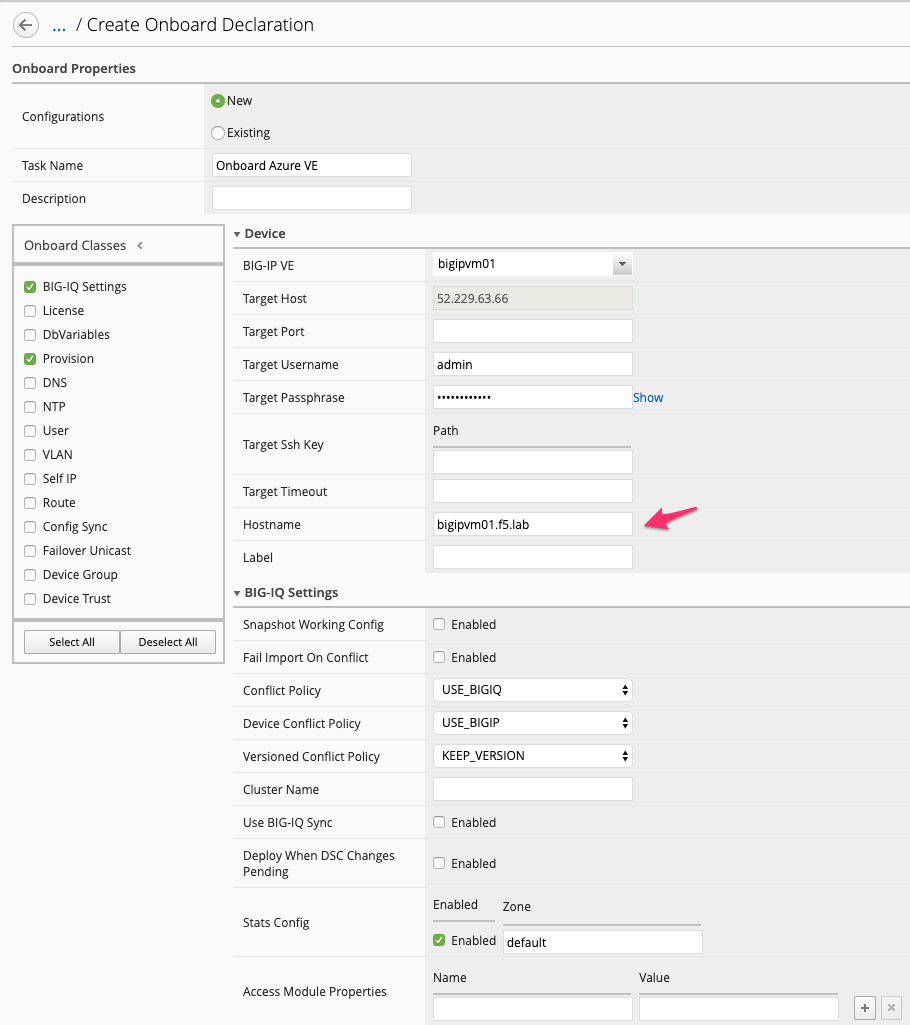 ... / Create Onboard Declaration
Onboard Properties
Configurations
New
Existing
Task Name
Onboard Azure VE
Description
Onboard Classes <
BIG-IQ Settings
License
DbVariables
Provision
DNS
NTP
User
VLAN
Self IP
Route
Config Sync
Failover Unicast
Device Group
Device Trust
Select All
Deselect All
Device
BIG-IP VE
bigipvm01
Target Host
52.229.63.66
Target Port
Target Username
admin
Target Passphrase
••••••••••••
Show
Target Ssh Key
Path
Target Timeout
Hostname
bigipvm01.f5.lab
Label
BIG-IQ Settings
Snapshot Working Config
Enabled
Fail Import On Conflict
Enabled
Conflict Policy
USE_BIGIQ
Device Conflict Policy
USE_BIGIP
Versioned Conflict Policy
KEEP_VERSION
Cluster Name
Use BIG-IQ Sync
Enabled
Deploy When DSC Changes
Pending
Enabled
Stats Config
Enabled
Zone
Enabled
default
Access Module Properties
Name
Value